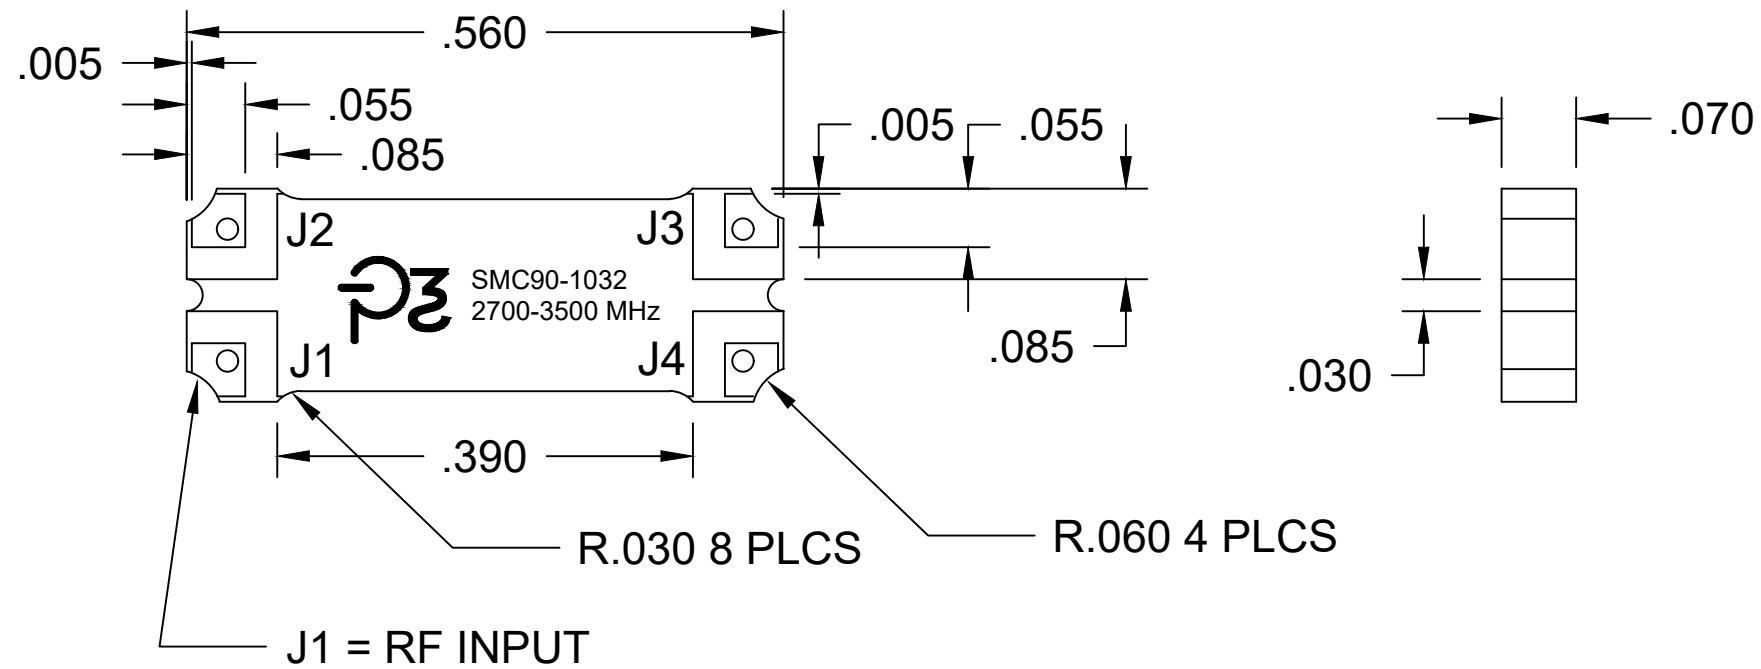 .560
.005
.055
.085
.005
.055
.070
J2
J3
SMC90-1032
2700-3500 MHz
J1
J4
.085
.030
.390
R.030 8 PLCS
R.060 4 PLCS
J1 = RF INPUT